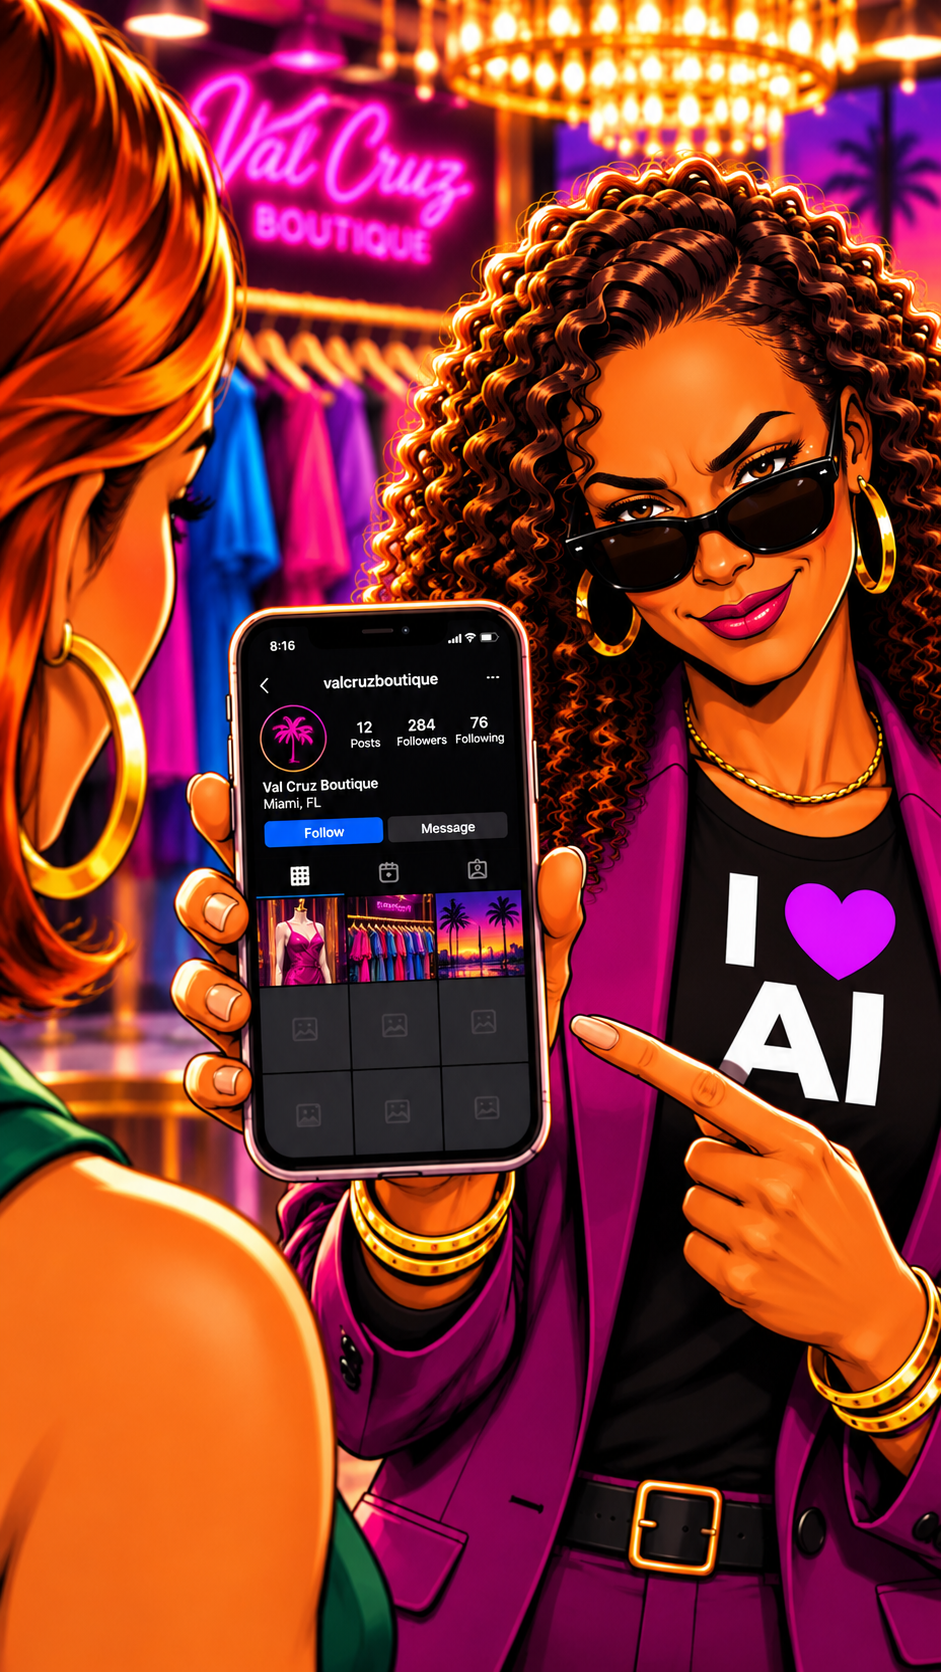 Val Cruz
BOUTIQUE
8:16
valcruzboutique
12 284 76
Posts Followers Following
Val Cruz Boutique
Miami, FL
Follow Message
I 💜
AI